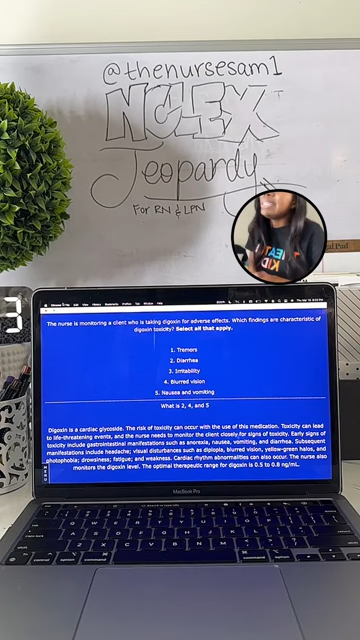 @thenursesam1
NCLEX
Jeopardy
For RN & LPN
3
The nurse is monitoring a client who is taking digoxin for adverse effects. Which findings are characteristic of
digoxin toxicity? Select all that apply.
1. Tremors
2. Diarrhea
3. Irritability
4. Blurred vision
5. Nausea and vomiting
What is 2, 4, and 5
Digoxin is a cardiac glycoside. The risk of toxicity can occur with the use of this medication. Toxicity can lead
to life-threatening events, and the nurse needs to monitor the client closely for signs of toxicity. Early signs of
toxicity include gastrointestinal manifestations such as anorexia, nausea, vomiting, and diarrhea. Subsequent
manifestations include headache; visual disturbances such as diplopia, blurred vision, yellow-green halos, and
photophobia; drowsiness; fatigue; and weakness. Cardiac rhythm abnormalities can also occur. The nurse also
monitors the digoxin level. The optimal therapeutic range for digoxin is 0.5 to 0.8 ng/mL.
MacBook Pro